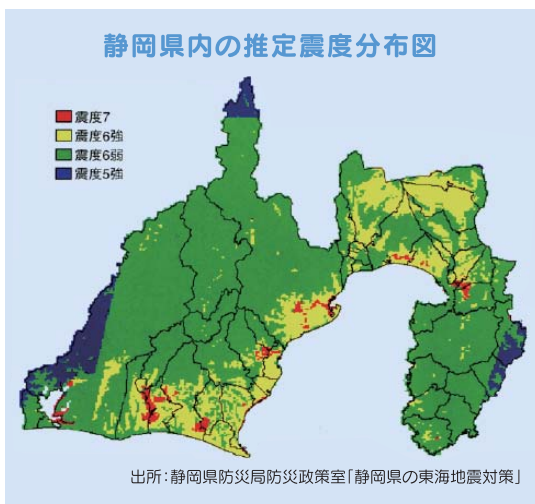 静岡県内の推定震度分布図
震度7
震度6強
震度6弱
震度5強
出所：静岡県防災局防災政策室「静岡県の東海地震対策」